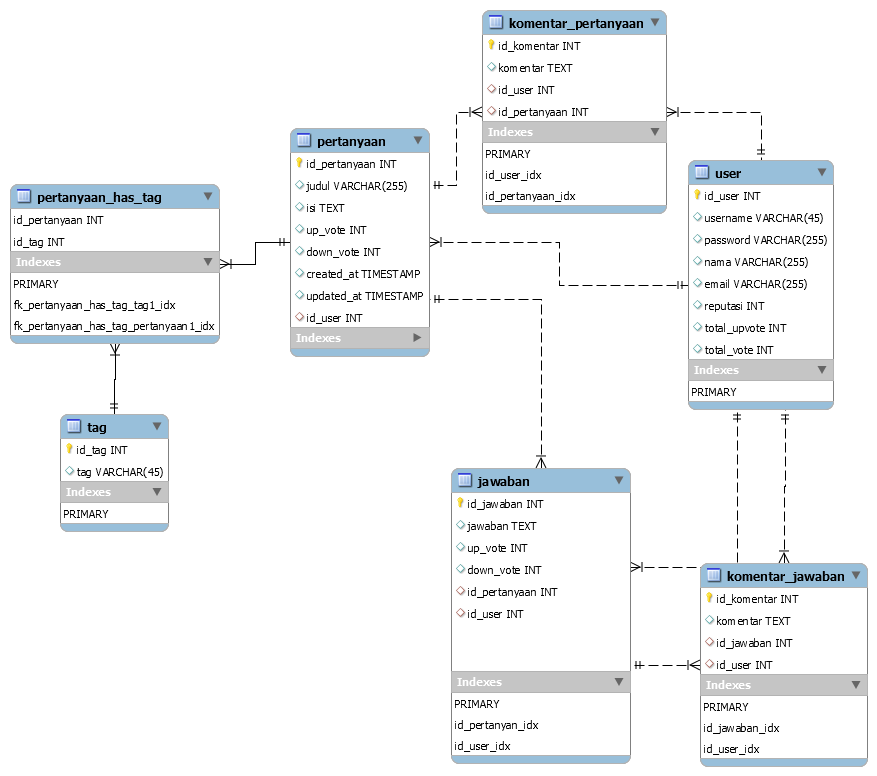 komentar_pertanyaan
id_komentar INT
komentar TEXT
id_user INT
id_pertanyaan INT
Indexes
PRIMARY
id_user_idx
id_pertanyaan_idx
pertanyaan
id_pertanyaan INT
judul VARCHAR(255)
isi TEXT
up_vote INT
down_vote INT
created_at TIMESTAMP
updated_at TIMESTAMP
id_user INT
Indexes
user
id_user INT
username VARCHAR(45)
password VARCHAR(255)
nama VARCHAR(255)
email VARCHAR(255)
reputasi INT
total_upvote INT
total_vote INT
Indexes
PRIMARY
pertanyaan_has_tag
id_pertanyaan INT
id_tag INT
Indexes
PRIMARY
fk_pertanyaan_has_tag_tag1_idx
fk_pertanyaan_has_tag_pertanyaan1_idx
tag
id_tag INT
tag VARCHAR(45)
Indexes
PRIMARY
jawaban
id_jawaban INT
jawaban TEXT
up_vote INT
down_vote INT
id_pertanyaan INT
id_user INT
Indexes
PRIMARY
id_pertanyan_idx
id_user_idx
komentar_jawaban
id_komentar INT
komentar TEXT
id_jawaban INT
id_user INT
Indexes
PRIMARY
id_jawaban_idx
id_user_idx